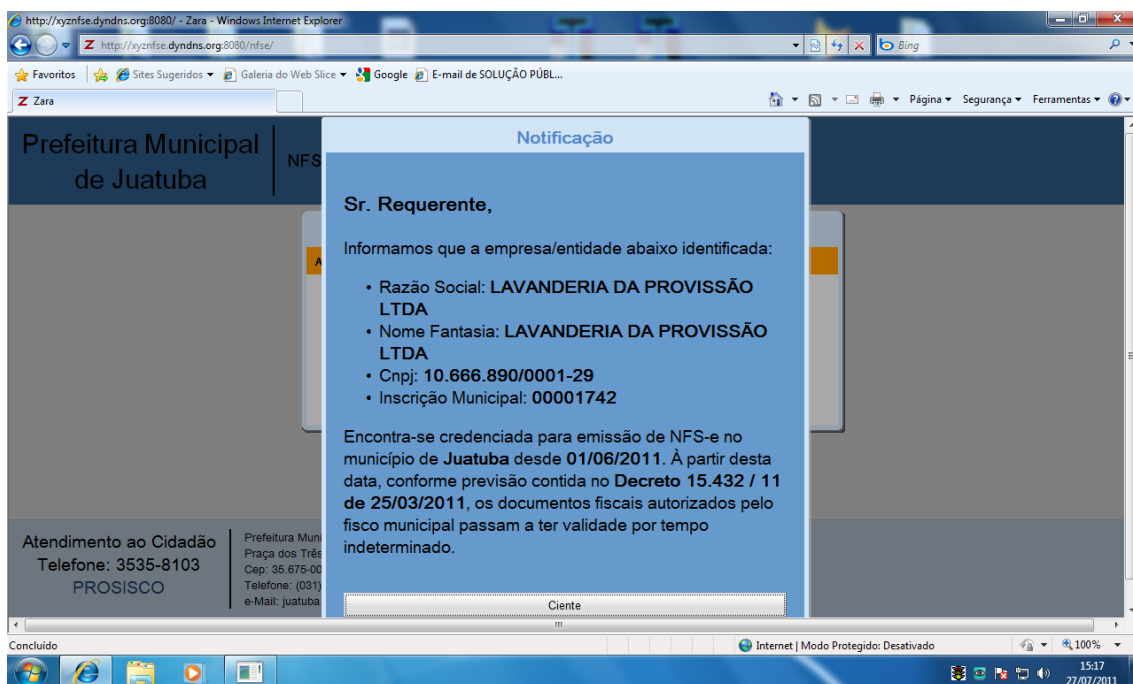 http://xyznfse.dyndns.org:8080/ - Zara - Windows Internet Explorer
http://xyznfse.dyndns.org:8080/nfse/
Bing
Favoritos
Sites Sugeridos
Galeria do Web Slice
Google
E-mail de SOLUÇÃO PÚBL...
Zara
Página
Segurança
Ferramentas
Prefeitura Municipal
de Juatuba
NFS
Notificação
Sr. Requerente,
Informamos que a empresa/entidade abaixo identificada:
• Razão Social: LAVANDERIA DA PROVISSÃO
LTDA
• Nome Fantasia: LAVANDERIA DA PROVISSÃO
LTDA
• Cnpj: 10.666.890/0001-29
• Inscrição Municipal: 00001742
Encontra-se credenciada para emissão de NFS-e no
município de Juatuba desde 01/06/2011. À partir desta
data, conforme previsão contida no Decreto 15.432 / 11
de 25/03/2011, os documentos fiscais autorizados pelo
fisco municipal passam a ter validade por tempo
indeterminado.
Ciente
Atendimento ao Cidadão
Telefone: 3535-8103
PROSISCO
Prefeitura Mun
Praça dos Três
Cep: 35.675-00
Telefone: (031)
e-Mail: juatuba
Concluído
Internet | Modo Protegido: Desativado
100%
15:17
27/07/2011